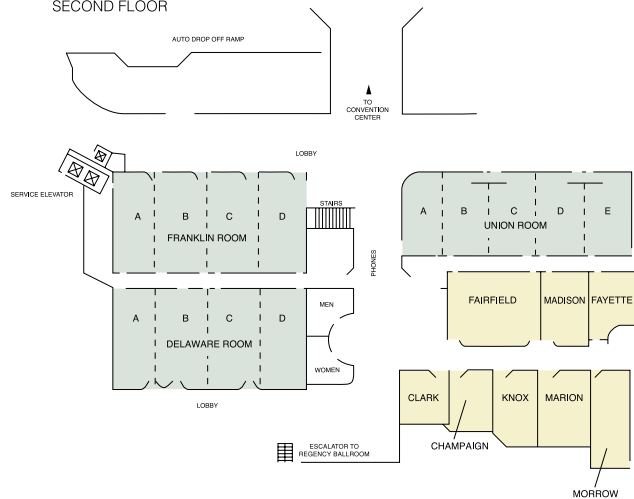 SECOND FLOOR
AUTO DROP OFF RAMP
TO
CONVENTION
CENTER
LOBBY
SERVICE ELEVATOR
A B C D
FRANKLIN ROOM
STAIRS
PHONES
A B C D E
UNION ROOM
FAIRFIELD
MADISON
FAYETTE
A B C D
DELAWARE ROOM
MEN
WOMEN
LOBBY
CLARK
CHAMPAIGN
KNOX
MARION
MORROW
ESCALATOR TO
REGENCY BALLROOM